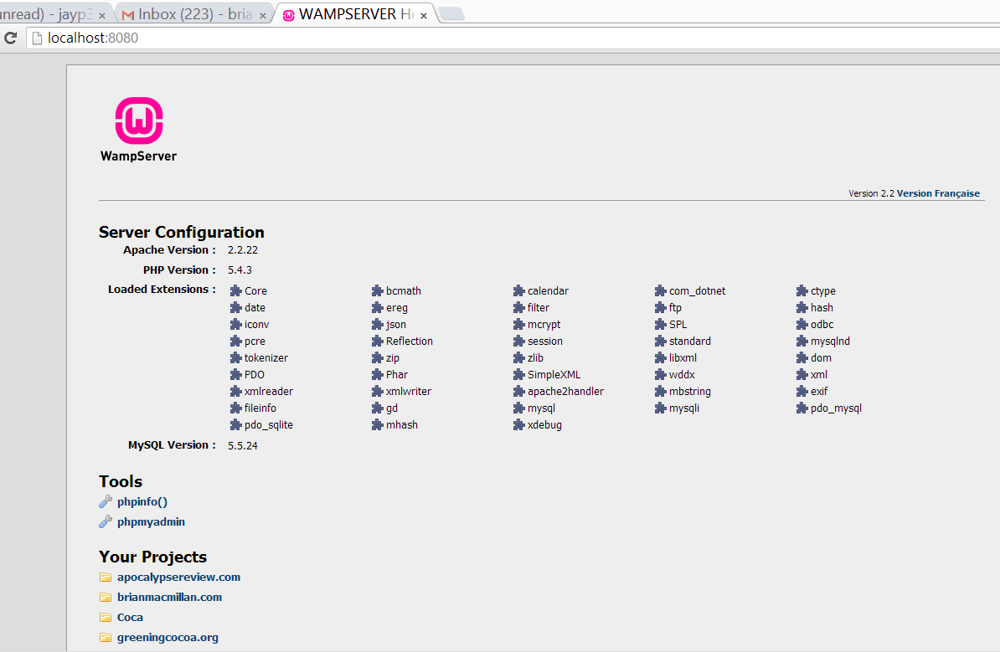 unread) - jayp3 × Inbox (223) - bria × WAMPSERVER Ho ×
localhost:8080
W
WampServer
Version 2.2 Version Française
Server Configuration
Apache Version : 2.2.22
PHP Version : 5.4.3
Loaded Extensions : Core bcmath calendar com_dotnet ctype
date ereg filter ftp hash
iconv json mcrypt SPL odbc
pcre Reflection session standard mysqlnd
tokenizer zip zlib libxml dom
PDO Phar SimpleXML wddx xml
xmlreader xmlwriter apache2handler mbstring exif
fileinfo gd mysql mysqli pdo_mysql
pdo_sqlite mhash xdebug
MySQL Version : 5.5.24
Tools
phpinfo()
phpmyadmin
Your Projects
apocalypsereview.com
brianmacmillan.com
Coca
greeningcocoa.org